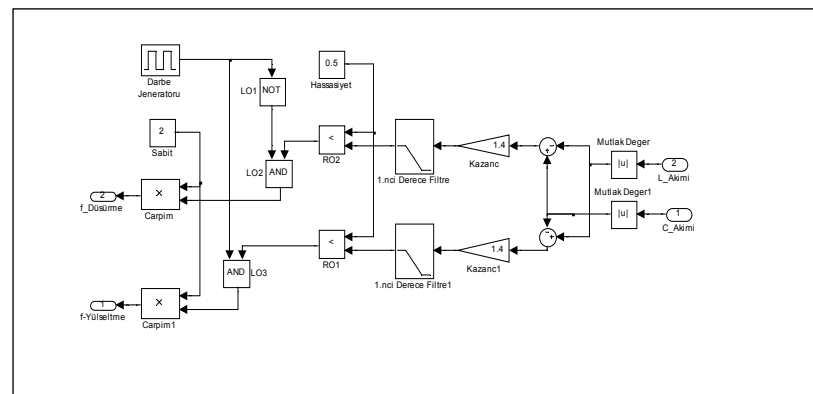 0.5
Hassasiyet
Darbe
Jeneratoru
NOT
LO1
2
Sabit
<
RO2
1.4
Kazanc
1.nci Derece Filtre
Mutlak Deger
|u|
2
L_Akimi
AND
LO2
2
f_Düsürme
×
Carpim
Mutlak Deger1
|u|
1
C_Akimi
<
RO1
1.4
Kazanc1
1.nci Derece Filtre1
AND
LO3
1
f-Yülseltme
×
Carpim1